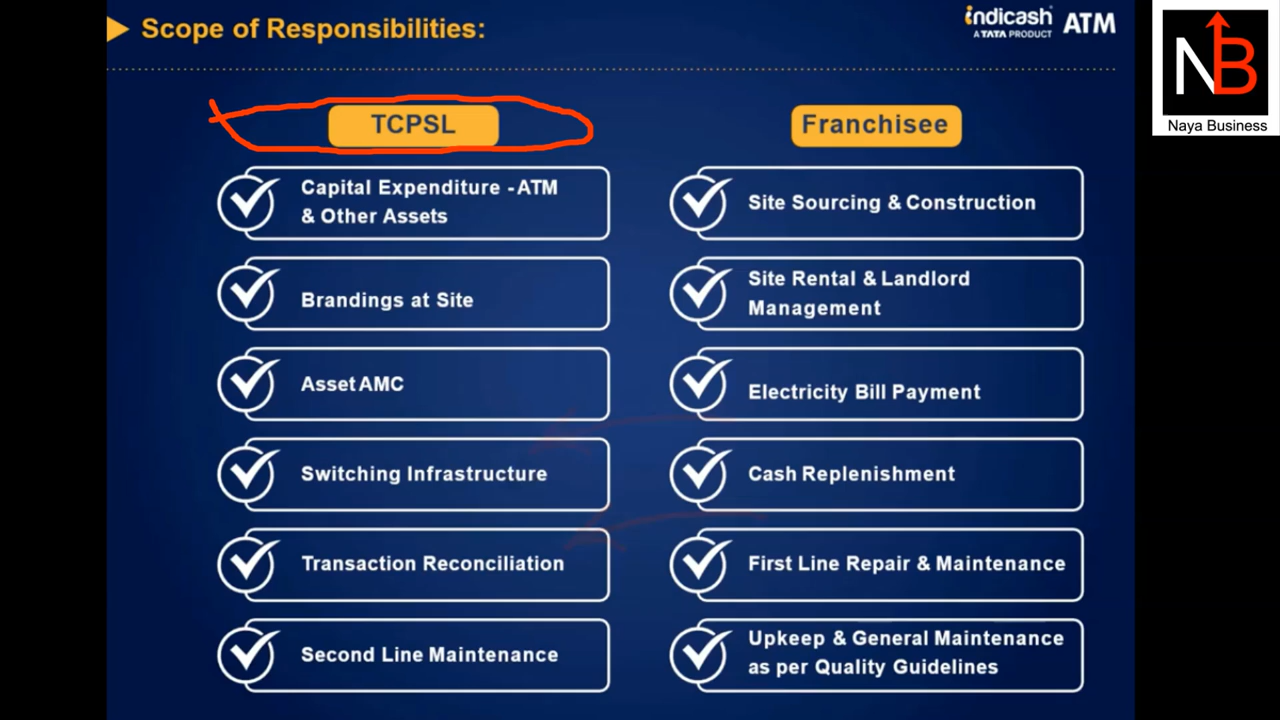 Scope of Responsibilities:
indicash
A TATA PRODUCT
ATM
NB
Naya Business
TCPSL
Capital Expenditure - ATM
& Other Assets
Brandings at Site
Asset AMC
Switching Infrastructure
Transaction Reconciliation
Second Line Maintenance
Franchisee
Site Sourcing & Construction
Site Rental & Landlord
Management
Electricity Bill Payment
Cash Replenishment
First Line Repair & Maintenance
Upkeep & General Maintenance
as per Quality Guidelines